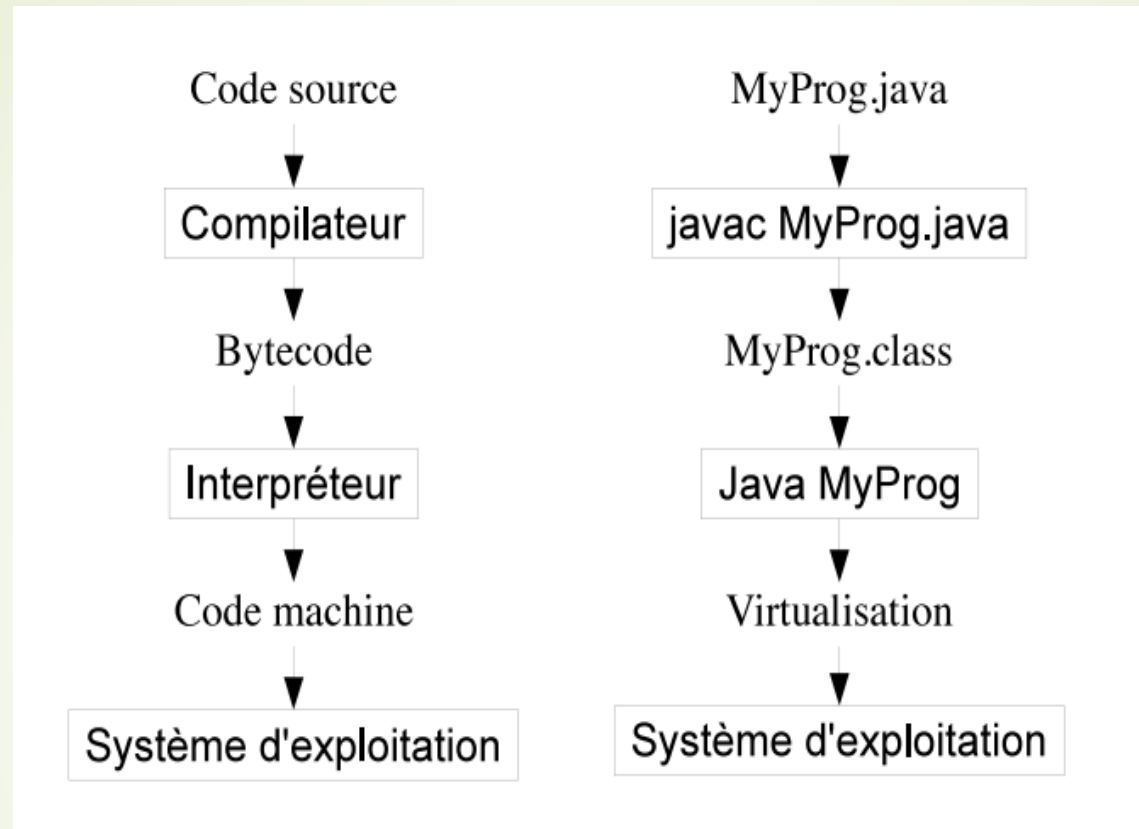 Code source
Compilateur
Bytecode
Interpréteur
Code machine
Système d'exploitation
MyProg.java
javac MyProg.java
MyProg.class
Java MyProg
Virtualisation
Système d'exploitation